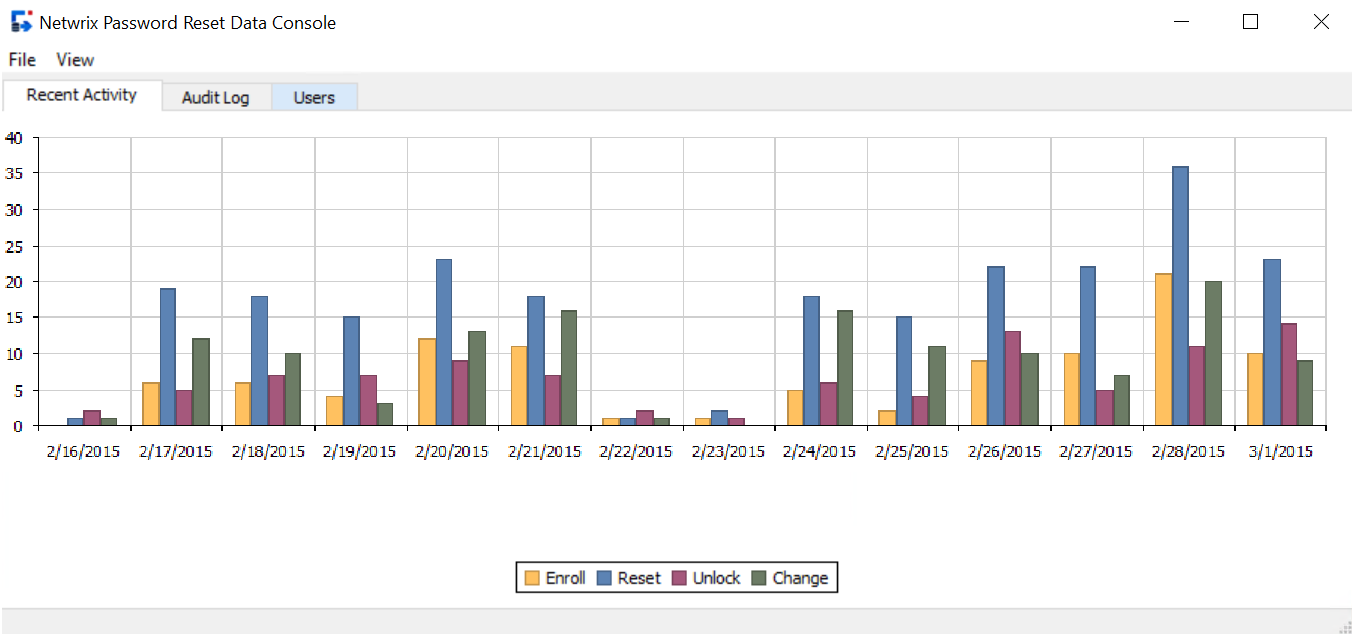 Netwrix Password Reset Data Console
File View
Recent Activity Audit Log Users
40
35
30
25
20
15
10
5
0
2/16/2015 2/17/2015 2/18/2015 2/19/2015 2/20/2015 2/21/2015 2/22/2015 2/23/2015 2/24/2015 2/25/2015 2/26/2015 2/27/2015 2/28/2015 3/1/2015
Enroll Reset Unlock Change